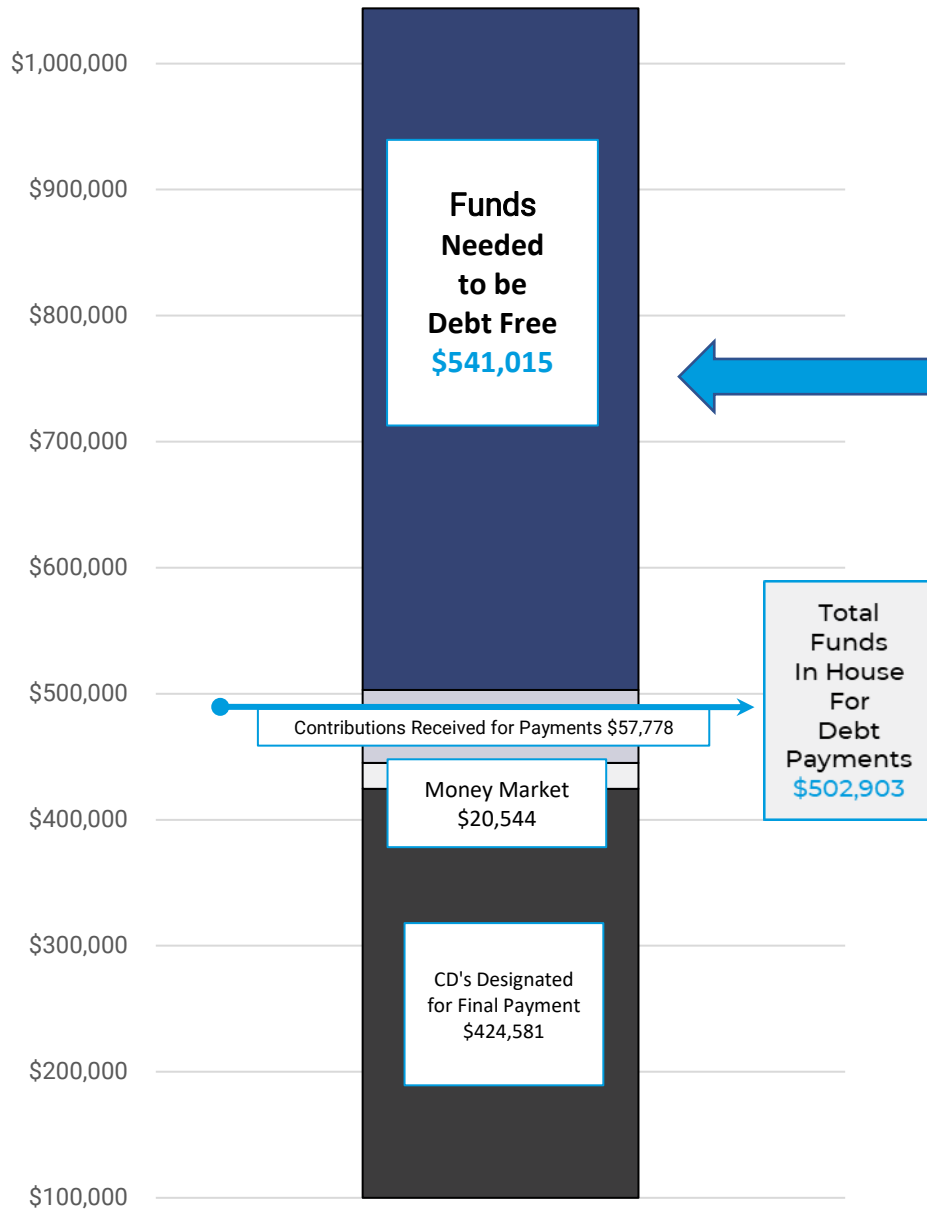 $1,000,000
$900,000
$800,000
$700,000
$600,000
$500,000
$400,000
$300,000
$200,000
$100,000
Funds
Needed
to be
Debt Free
$541,015
Contributions Received for Payments $57,778
Money Market
$20,544
CD's Designated
for Final Payment
$424,581
Total
Funds
In House
For
Debt
Payments
$502,903